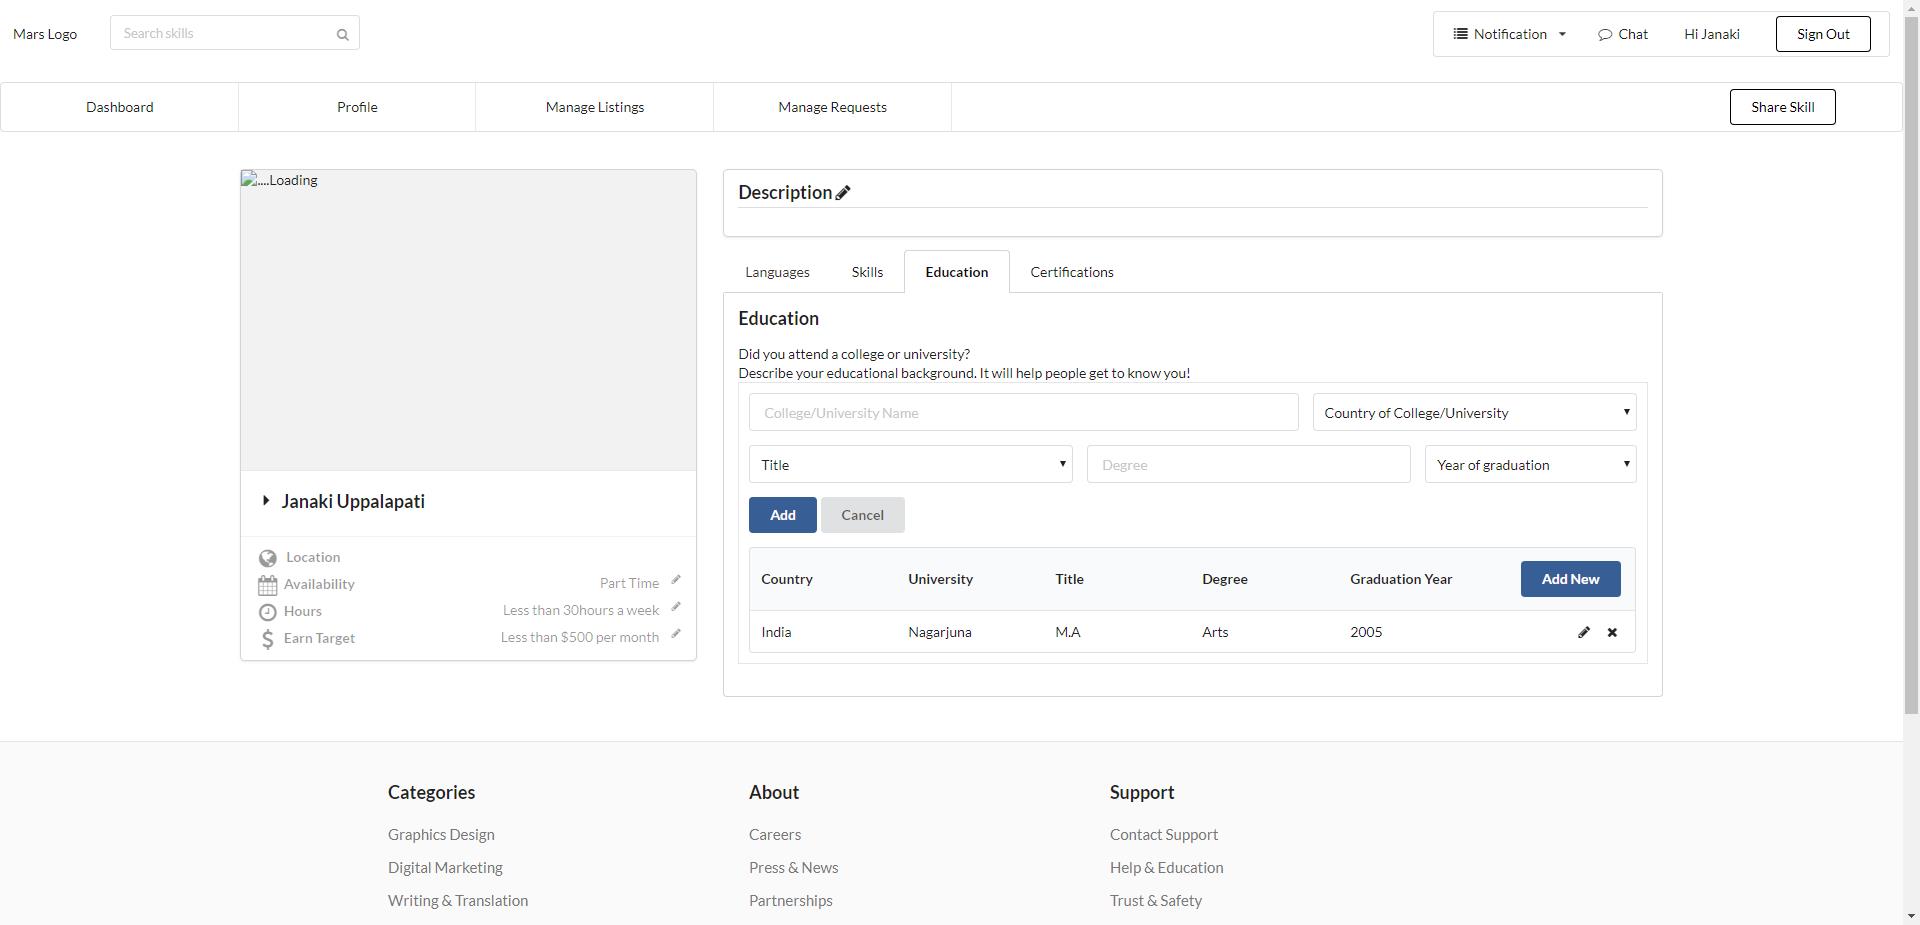 Mars Logo
Search skills
Notification
Chat
Hi Janaki
Sign Out
Dashboard
Profile
Manage Listings
Manage Requests
Share Skill
....Loading
Janaki Uppalapati
Location
Availability
Part Time
Hours
Less than 30hours a week
Earn Target
Less than $500 per month
Description
Languages
Skills
Education
Certifications
Education
Did you attend a college or university?
Describe your educational background. It will help people get to know you!
College/University Name
Country of College/University
Title
Degree
Year of graduation
Add
Cancel
Country University Title Degree Graduation Year Add New
India Nagarjuna M.A Arts 2005
Categories
Graphics Design
Digital Marketing
Writing & Translation
About
Careers
Press & News
Partnerships
Support
Contact Support
Help & Education
Trust & Safety